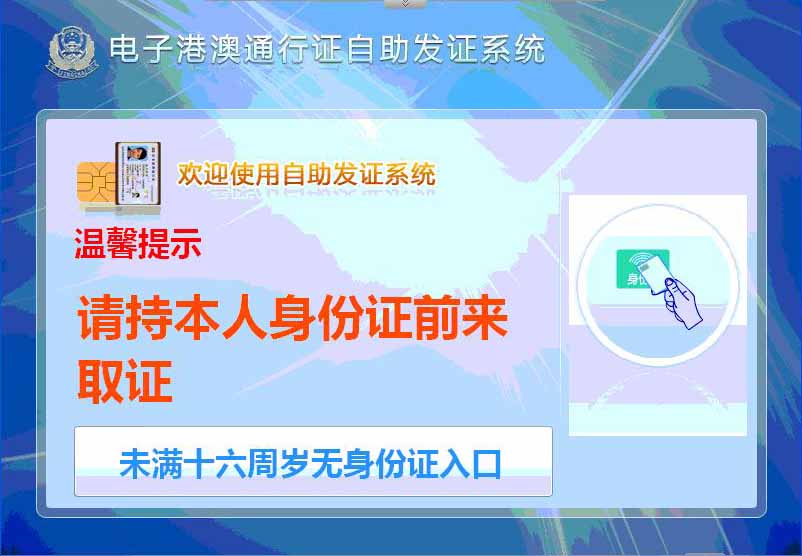 电子港澳通行证自助发证系统
欢迎使用自助发证系统
温馨提示
请持本人身份证前来
取证
身份
未满十六周岁无身份证入口